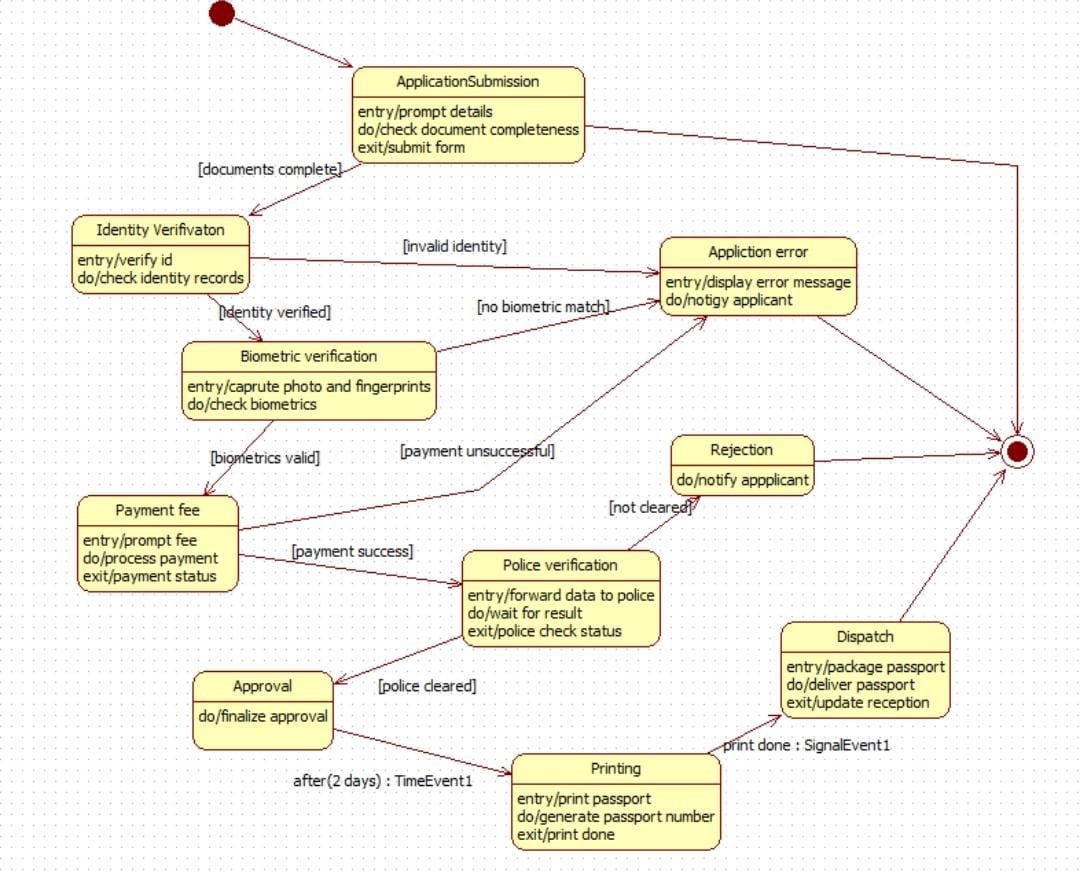 ApplicationSubmission
entry/prompt details
do/check document completeness
exit/submit form
[documents complete]
Identity Verifivaton
entry/verify id
do/check identity records
[invalid identity]
Appliction error
entry/display error message
do/notigy applicant
[identity verified]
[no biometric match]
Biometric verification
entry/caprute photo and fingerprints
do/check biometrics
[biometrics valid]
[payment unsuccessful]
Rejection
do/notify appplicant
[not cleared]
Payment fee
entry/prompt fee
do/process payment
exit/payment status
[payment success]
Police verification
entry/forward data to police
do/wait for result
exit/police check status
[police cleared]
Approval
do/finalize approval
Dispatch
entry/package passport
do/deliver passport
exit/update reception
after(2 days) : TimeEvent1
print done : SignalEvent1
Printing
entry/print passport
do/generate passport number
exit/print done